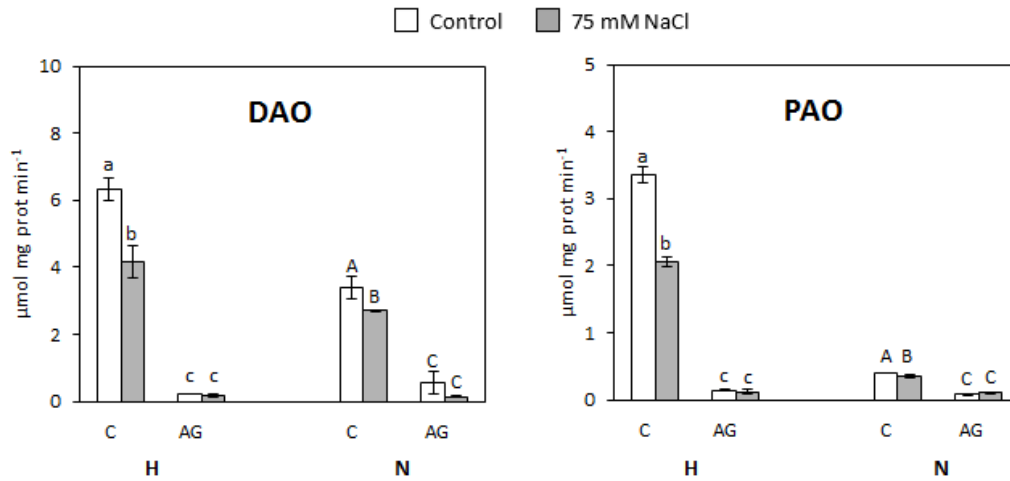 Control 75 mM NaCl
DAO
µmol mg prot min⁻¹
10
8
6
4
2
0
a
b
c c
A
B
C
C
C AG C AG
H N
PAO
µmol mg prot min⁻¹
5
4
3
2
1
0
a
b
c c
A B
C C
C AG C AG
H N